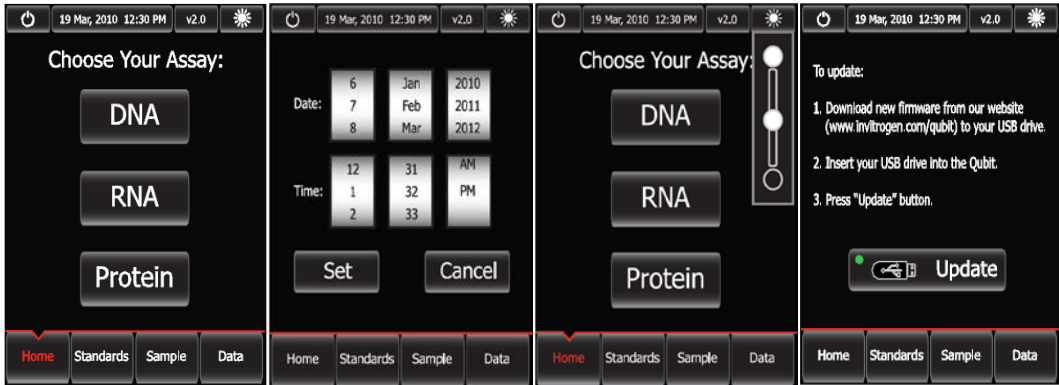 19 Mar, 2010 12:30 PM v2.0
Choose Your Assay:
DNA
RNA
Protein
Home Standards Sample Data
19 Mar, 2010 12:30 PM v2.0
Date:
6 Jan 2010
7 Feb 2011
8 Mar 2012
Time:
12 31 AM
1 32 PM
2 33
Set Cancel
Home Standards Sample Data
19 Mar, 2010 12:30 PM v2.0
Choose Your Assay:
DNA
RNA
Protein
Home Standards Sample Data
19 Mar, 2010 12:30 PM v2.0
To update:
1. Download new firmware from our website
(www.invitrogen.com/qubit) to your USB drive.
2. Insert your USB drive into the Qubit.
3. Press "Update" button.
Update
Home Standards Sample Data